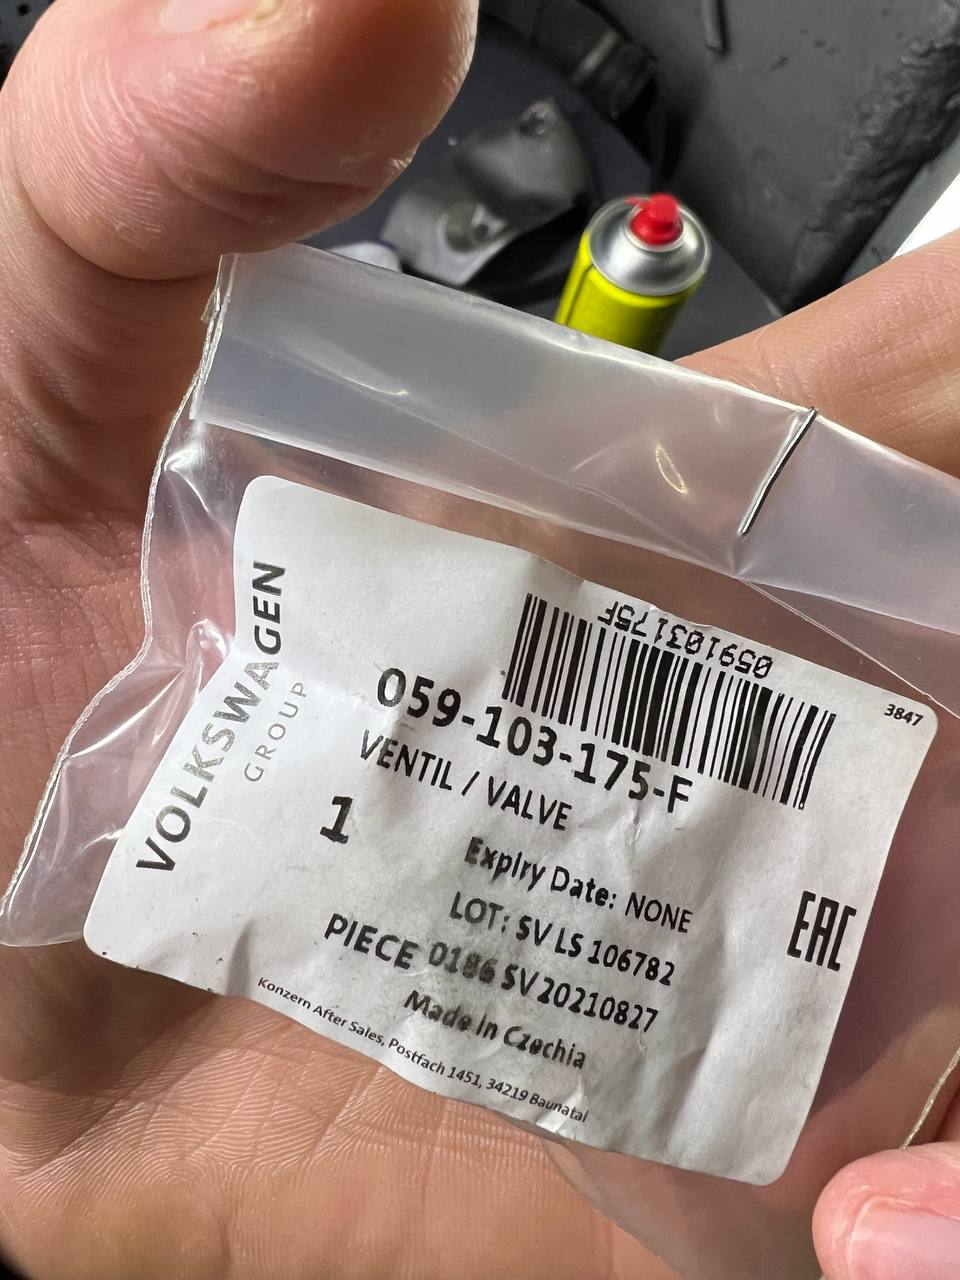 VOLKSWAGEN
GROUP
059103175F
3847
059-103-175-F
VENTIL / VALVE
1
Expiry Date: NONE
LOT: SV LS 106782
PIECE 0186 SV 20210827
Made in Czechia
EAC
Konzern After Sales, Postfach 1451, 34219 Baunatal